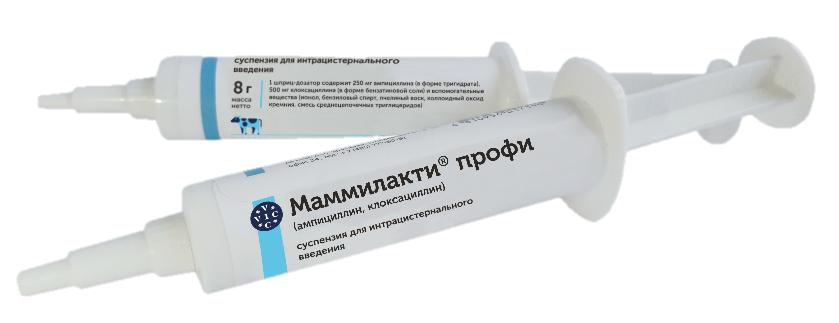 суспензия для интрацистернального
введения
8 г
масса
нетто
1 шприц-дозатор содержит 250 мг ампициллина (в форме тригидрата),
500 мг клоксациллина (в форме бензатиновой соли) и вспомогательные
вещества (ионол, бензиловый спирт, пчелиный воск, коллоидный оксид
кремния, смесь среднецепочечных триглицеридов)
VIC
Маммилакти® профи
(ампициллин, клоксациллин)
суспензия для интрацистернального
введения